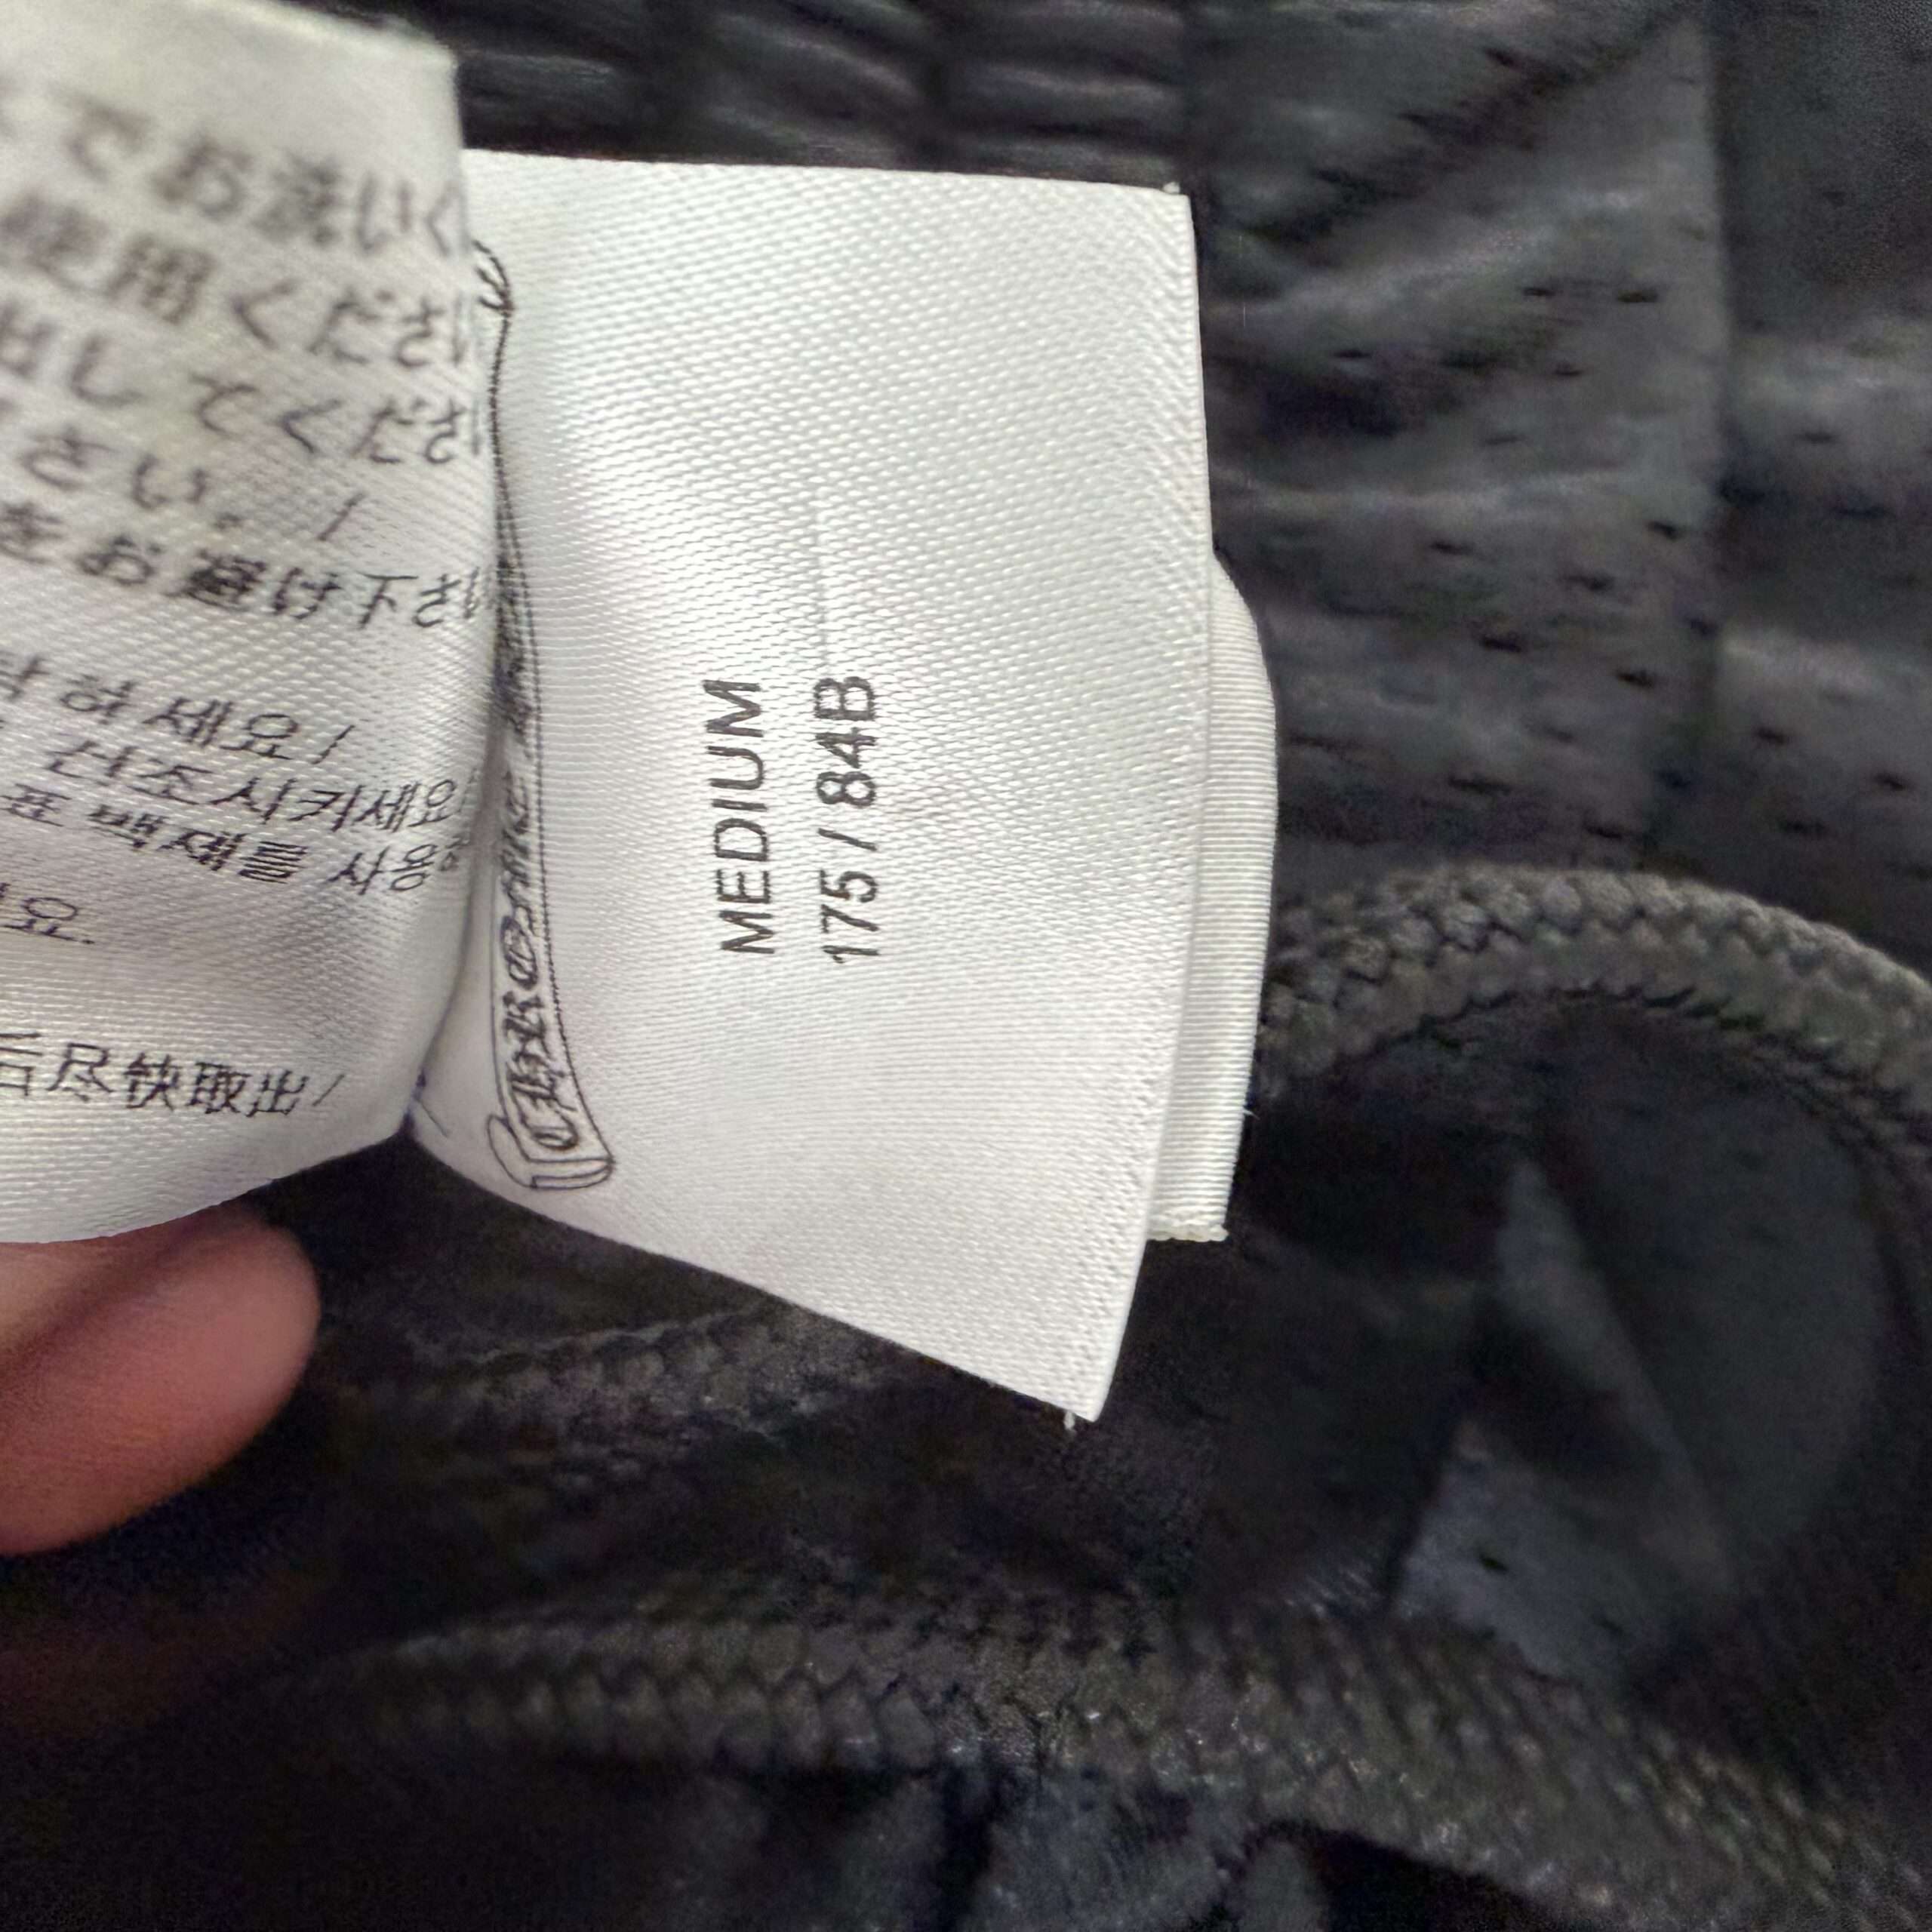 でお洗いく
使用くださ
出し てくださ
さい。/
をお避け下さい
하세요/
건조시키세요
표백제를 사용
요.
后尽快取出/
CHROME
MEDIUM
175 / 84B